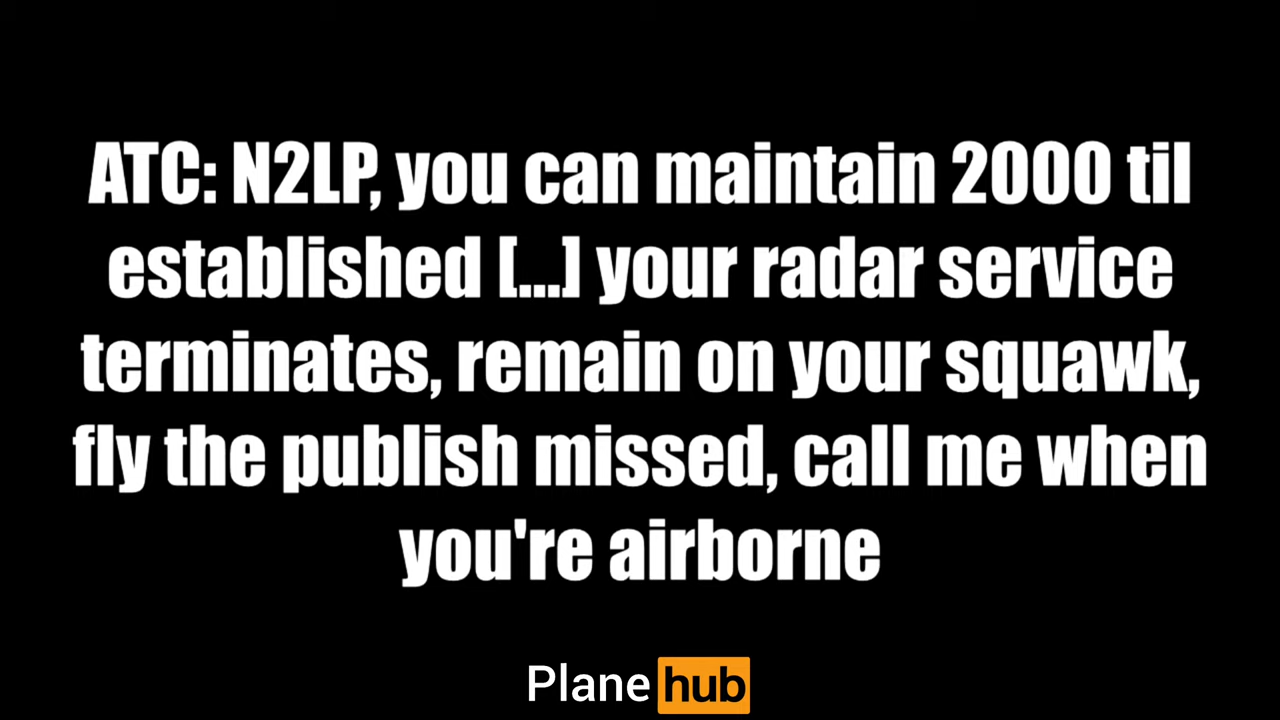 ATC: N2LP, you can maintain 2000 til
established [...] your radar service
terminates, remain on your squawk,
fly the publish missed, call me when
you're airborne
Plane hub